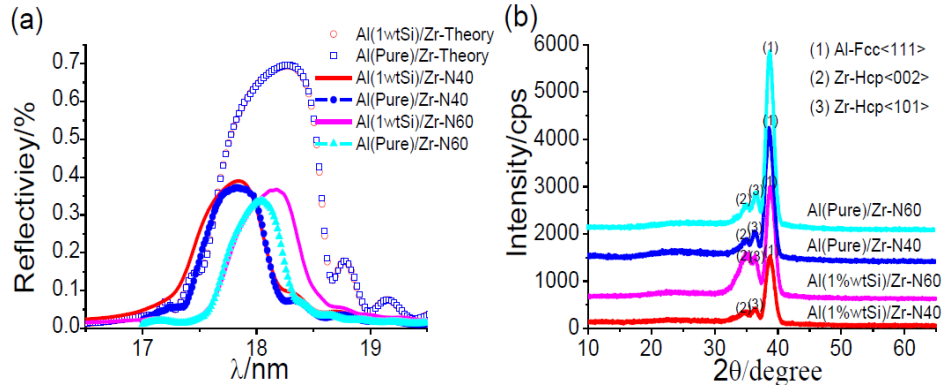 (a)
Reflectiviey/%
0.7
0.6
0.5
0.4
0.3
0.2
0.1
0.0
17
18
19
λ/nm
Al(1wtSi)/Zr-Theory
Al(Pure)/Zr-Theory
Al(1wtSi)/Zr-N40
Al(Pure)/Zr-N40
Al(1wtSi)/Zr-N60
Al(Pure)/Zr-N60
(b)
Intensity/cps
6000
5000
4000
3000
2000
1000
0
10
20
30
40
50
60
2θ/degree
(1) Al-Fcc<111>
(2) Zr-Hcp<002>
(3) Zr-Hcp<101>
(1)
(2)
(3)
Al(Pure)/Zr-N60
(1)
(2)
(3)
Al(Pure)/Zr-N40
(1)
(2)
(3)
Al(1%wtSi)/Zr-N60
(1)
(2)
(3)
Al(1%wtSi)/Zr-N40